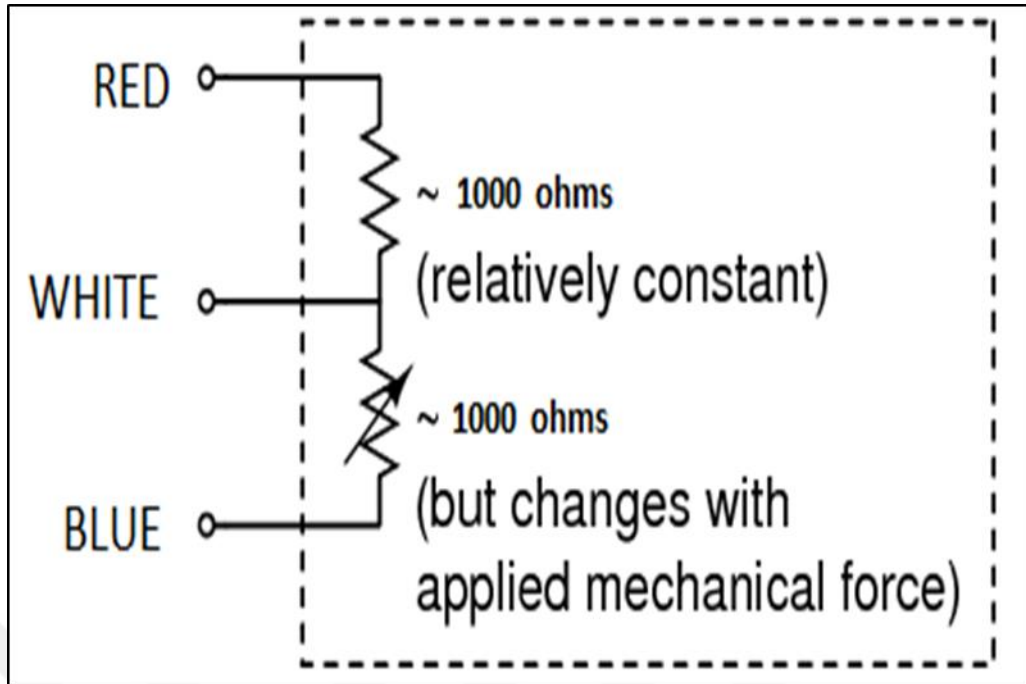 RED
~ 1000 ohms
(relatively constant)
WHITE
~ 1000 ohms
(but changes with
applied mechanical force)
BLUE